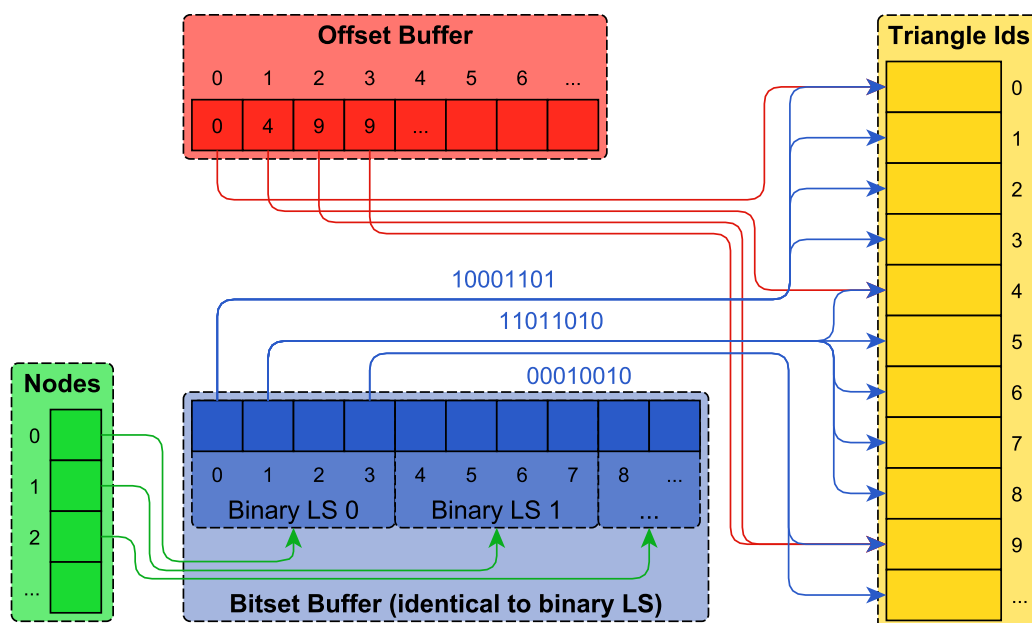 Offset Buffer
0 1 2 3 4 5 6 ...
0 4 9 9 ...
Triangle Ids
0
1
2
3
4
5
6
7
8
9
...
10001101
11011010
00010010
Nodes
0
1
2
...
0 1 2 3 4 5 6 7 8 ...
Binary LS 0 Binary LS 1 ...
Bitset Buffer (identical to binary LS)